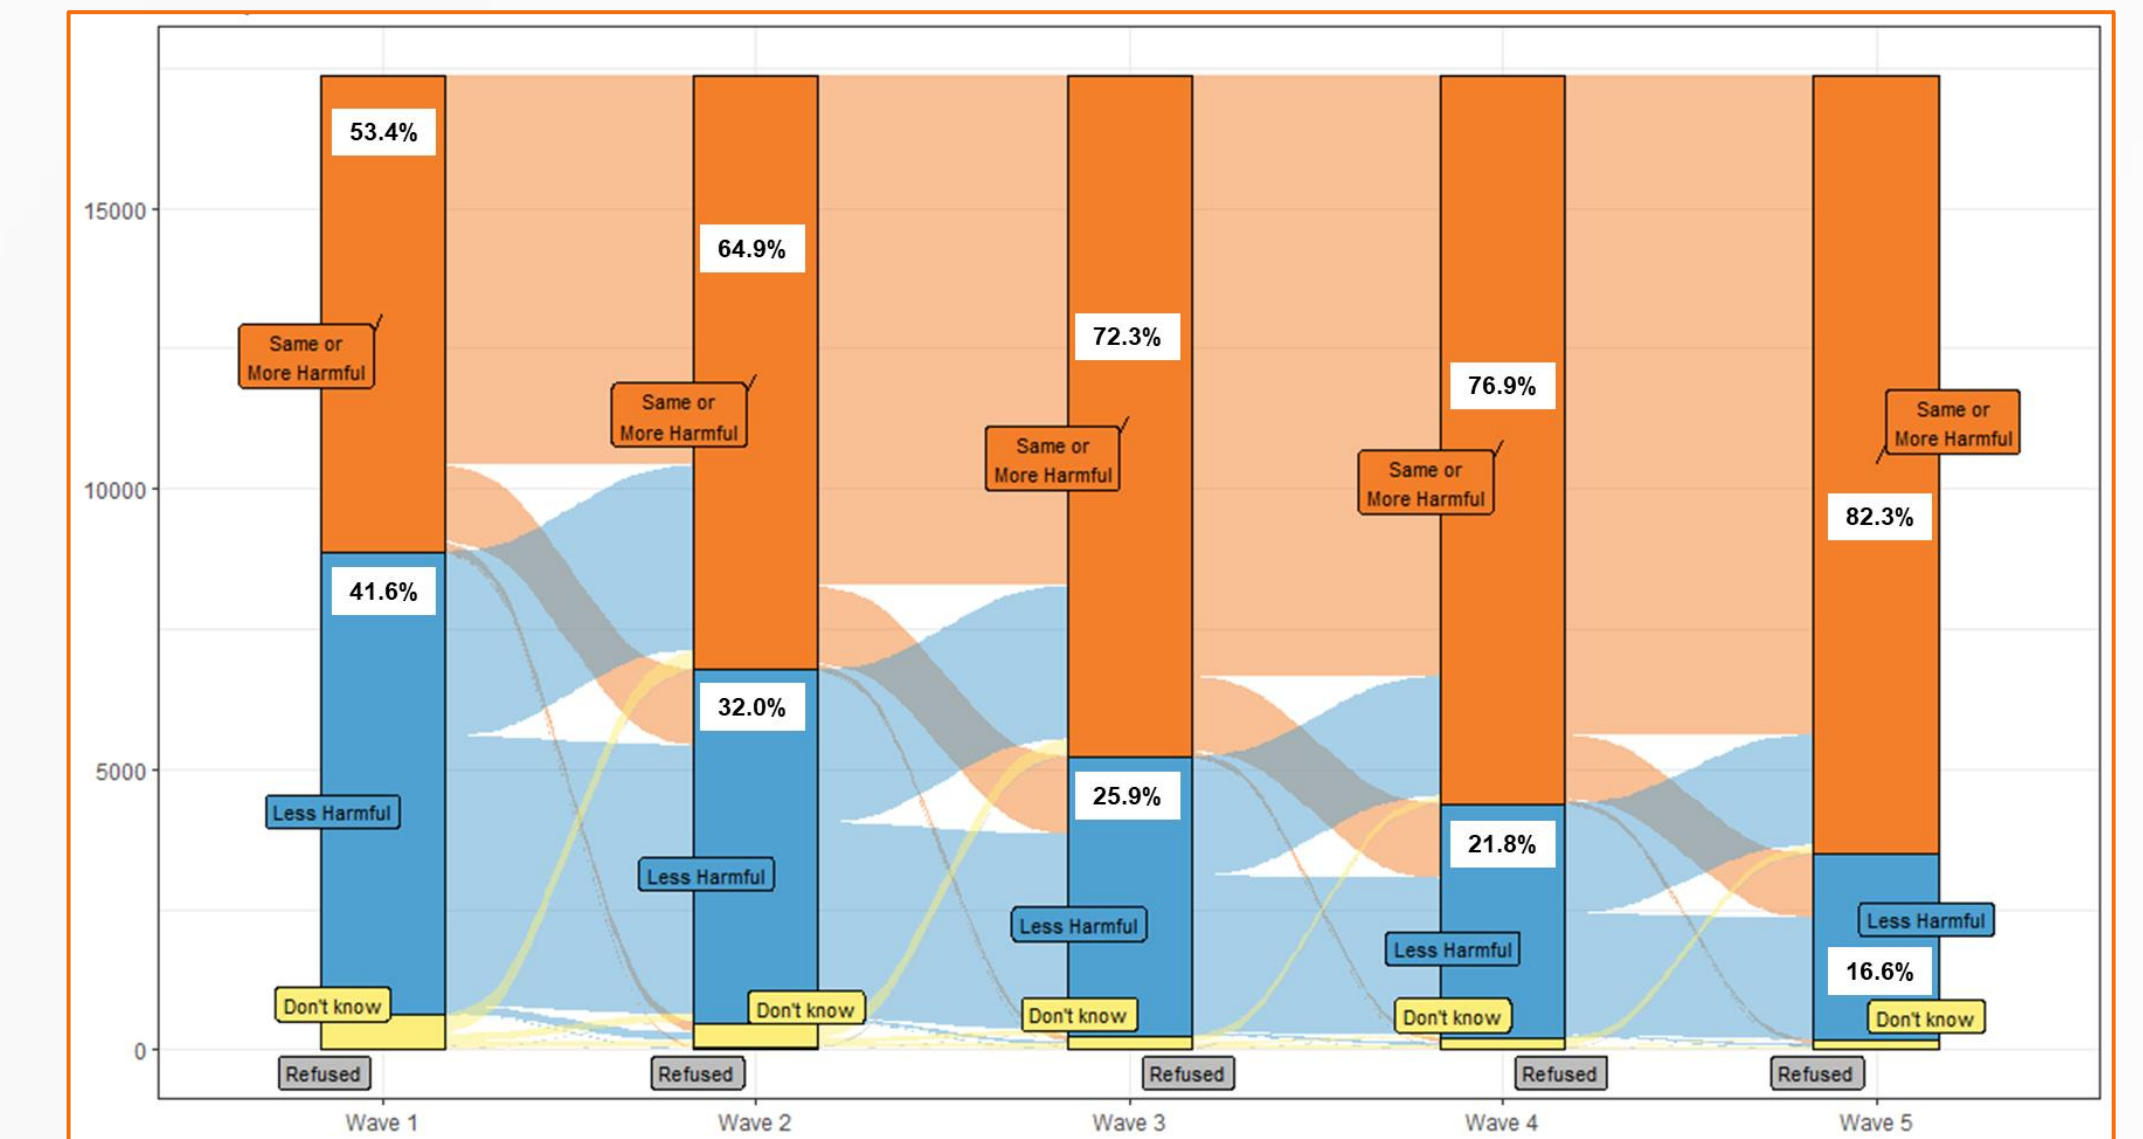 53.4%
15000
64.9%
72.3%
Same or
More Harmful
76.9%
Same or
More Harmful
Same or
More Harmful
Same or
More Harmful
Same or
More Harmful
10000
82.3%
41.6%
32.0%
5000
25.9%
Less Harmful
21.8%
Less Harmful
Less Harmful
Less Harmful
Less Harmful
16.6%
Don't know
Don't know
Don't know
Don't know
Don't know
0
Refused
Refused
Refused
Refused
Refused
Wave 1
Wave 2
Wave 3
Wave 4
Wave 5